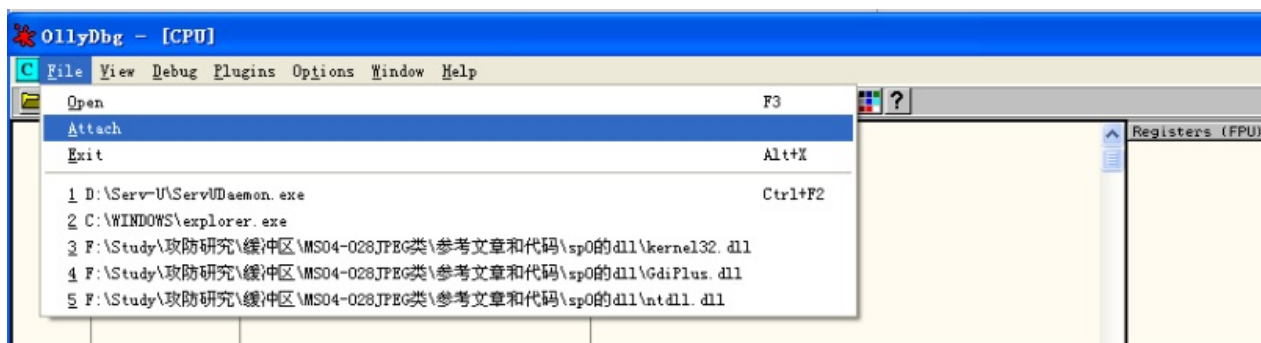 OllyDbg - [CPU]
C File View Debug Plugins Options Window Help
Open F3
?
Attach
Registers (FPU)
Exit Alt+X
1 D:\Serv-U\ServUDaemon.exe Ctrl+F2
2 C:\WINDOWS\explorer.exe
3 F:\Study\攻防研究\缓冲区\MS04-028JPEG类\参考文章和代码\sp0的dll\kernel32.dll
4 F:\Study\攻防研究\缓冲区\MS04-028JPEG类\参考文章和代码\sp0的dll\GdiPlus.dll
5 F:\Study\攻防研究\缓冲区\MS04-028JPEG类\参考文章和代码\sp0的dll\ntdll.dll